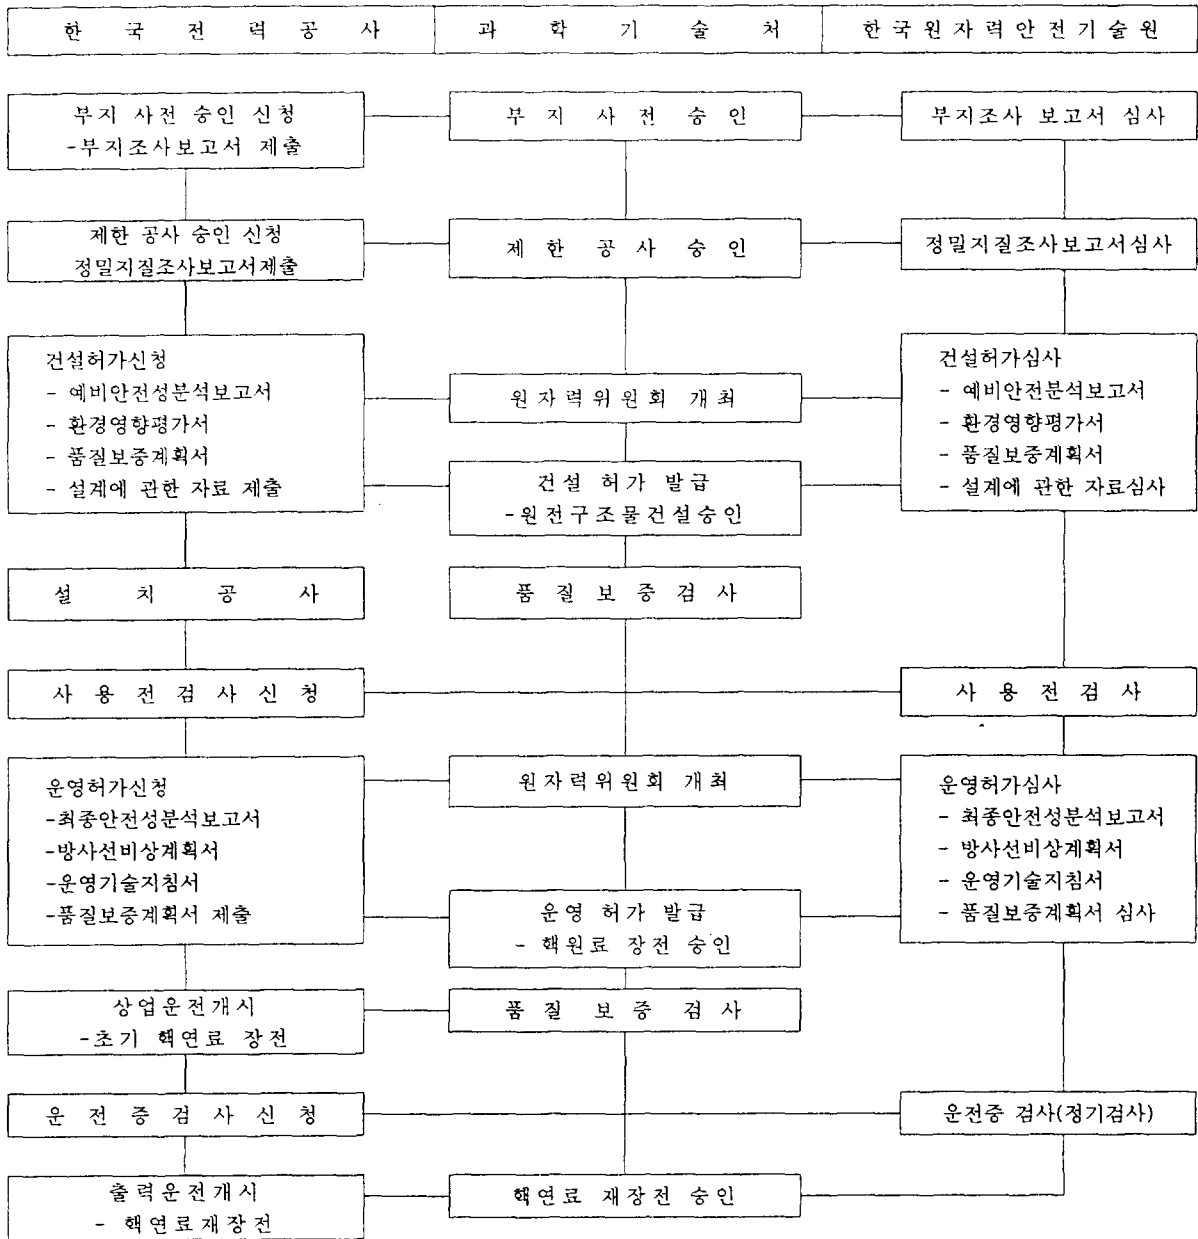 한국전력공사
과학기술처
한국원자력안전기술원
부지 사전 승인 신청
-부지조사보고서 제출
부지사전승인
부지조사 보고서 심사
제한 공사 승인 신청
정밀지질조사보고서제출
제한공사승인
정밀지질조사보고서심사
건설허가신청
- 예비안전성분석보고서
- 환경영향평가서
- 품질보증계획서
- 설계에 관한 자료 제출
원자력위원회 개최
건설 허가 발급
-원전구조물건설승인
건설허가심사
- 예비안전분석보고서
- 환경영향평가서
- 품질보증계획서
- 설계에 관한 자료심사
설치공사
품질보증검사
사용전검사신청
사용전검사
운영허가신청
-최종안전성분석보고서
-방사선비상계획서
-운영기술지침서
-품질보증계획서 제출
원자력위원회 개최
운영 허가 발급
- 핵원료 장전 승인
운영허가심사
- 최종안전성분석보고서
- 방사선비상계획서
- 운영기술지침서
- 품질보증계획서 심사
상업운전개시
-초기 핵연료 장전
품질보증검사
운전중검사신청
운전중 검사(정기검사)
출력운전개시
- 핵연료재장전
핵연료 재장전 승인